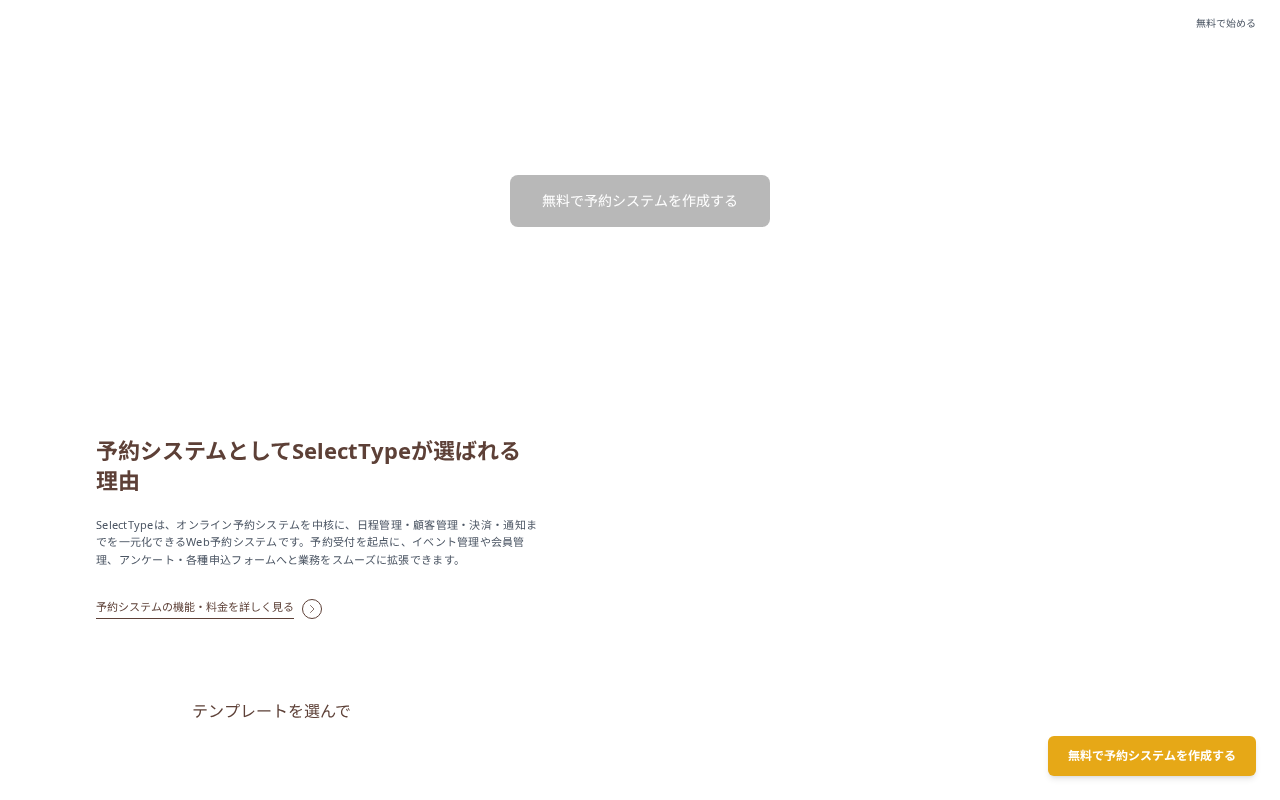 無料で始める
無料で予約システムを作成する
予約システムとしてSelectTypeが選ばれる
理由
SelectTypeは、オンライン予約システムを中核に、日程管理・顧客管理・決済・通知ま
でを一元化できるWeb予約システムです。予約受付を起点に、イベント管理や会員管
理、アンケート・各種申込フォームへと業務をスムーズに拡張できます。
予約システムの機能・料金を詳しく見る
テンプレートを選んで
無料で予約システムを作成する